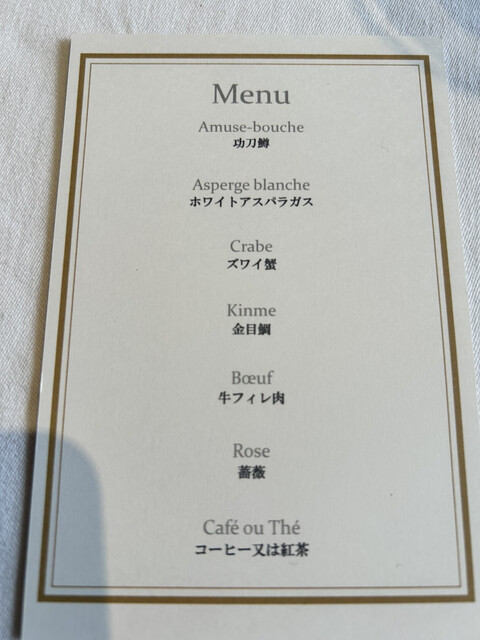 Menu
Amuse-bouche
功刀鱒
Asperge blanche
ホワイトアスパラガス
Crabe
ズワイ蟹
Kinme
金目鯛
Bœuf
牛フィレ肉
Rose
薔薇
Café ou Thé
コーヒー又は紅茶